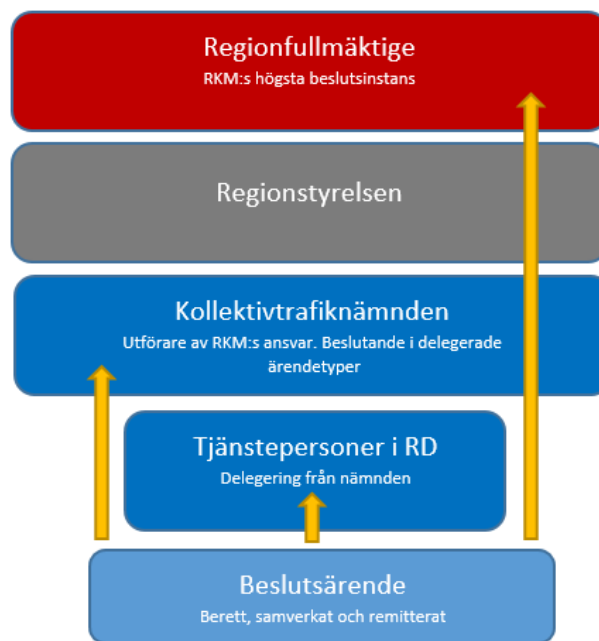 Regionfullmäktige
RKM:s högsta beslutsinstans
Regionstyrelsen
Kollektivtrafiknämnden
Utförare av RKM:s ansvar. Beslutande i delegerade
ärendetyper
Tjänstepersoner i RD
Delegering från nämnden
Beslutsärende
Berett, samverkat och remitterat